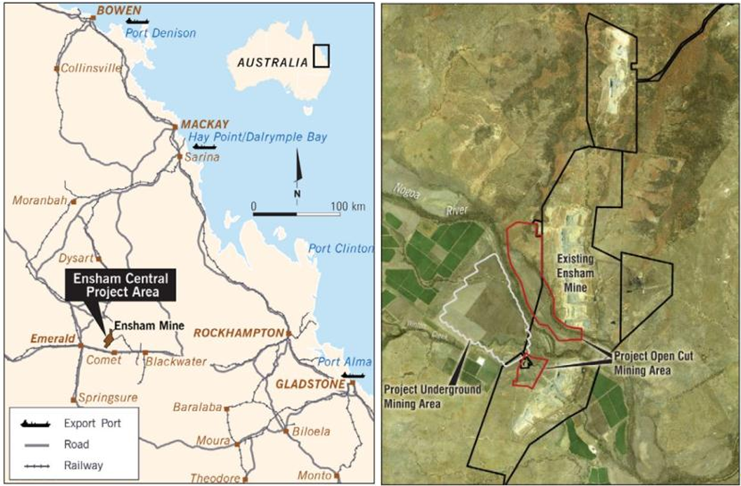 BOWEN
Port Denison
Collinsville
AUSTRALIA
MACKAY
Hay Point/Dalrymple Bay
Sarina
N
0 100 km
Moranbah
Port Clinton
Dysart
Ensham Central
Project Area
Ensham Mine
Emerald
ROCKHAMPTON
Comet
Blackwater
Port Alma
GLADSTONE
Springsure
Baralaba
Export Port
Road
Railway
Moura
Biloela
Theodore
Monto
Nogoa
River
Existing
Ensham
Mine
Project Open Cut
Mining Area
Project Underground
Mining Area